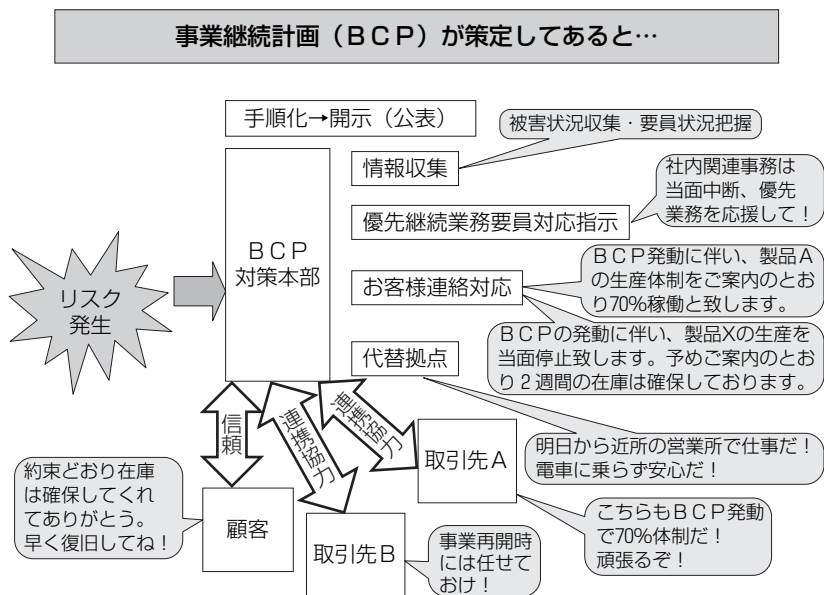 事業継続計画（BCP）が策定してあると…
手順化→開示（公表）
被害状況収集・要員状況把握
情報収集
社内関連事務は
当面中断、優先
業務を応援して！
優先継続業務要員対応指示
BCP
対策本部
リスク
発生
お客様連絡対応
BCP発動に伴い、製品A
の生産体制をご案内のとお
り70%稼働と致します。
BCPの発動に伴い、製品Xの生産を
当面停止致します。予めご案内のとお
り２週間の在庫は確保しております。
代替拠点
明日から近所の営業所で仕事だ！
電車に乗らず安心だ！
信頼
連携協力
連携協力
取引先A
約束どおり在庫
は確保してくれ
てありがとう。
早く復旧してね！
顧客
取引先B
事業再開時
には任せて
おけ！
こちらもBCP発動
で70%体制だ！
頑張るぞ！